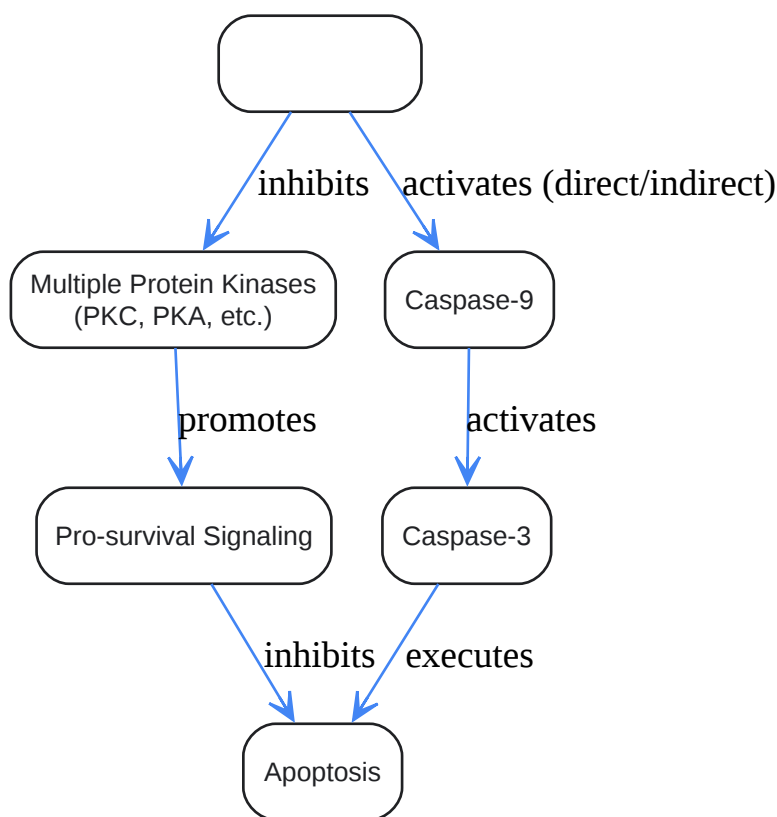 inhibits
activates (direct/indirect)
Multiple Protein Kinases
(PKC, PKA, etc.)
Caspase-9
promotes
activates
Pro-survival Signaling
Caspase-3
inhibits
executes
Apoptosis